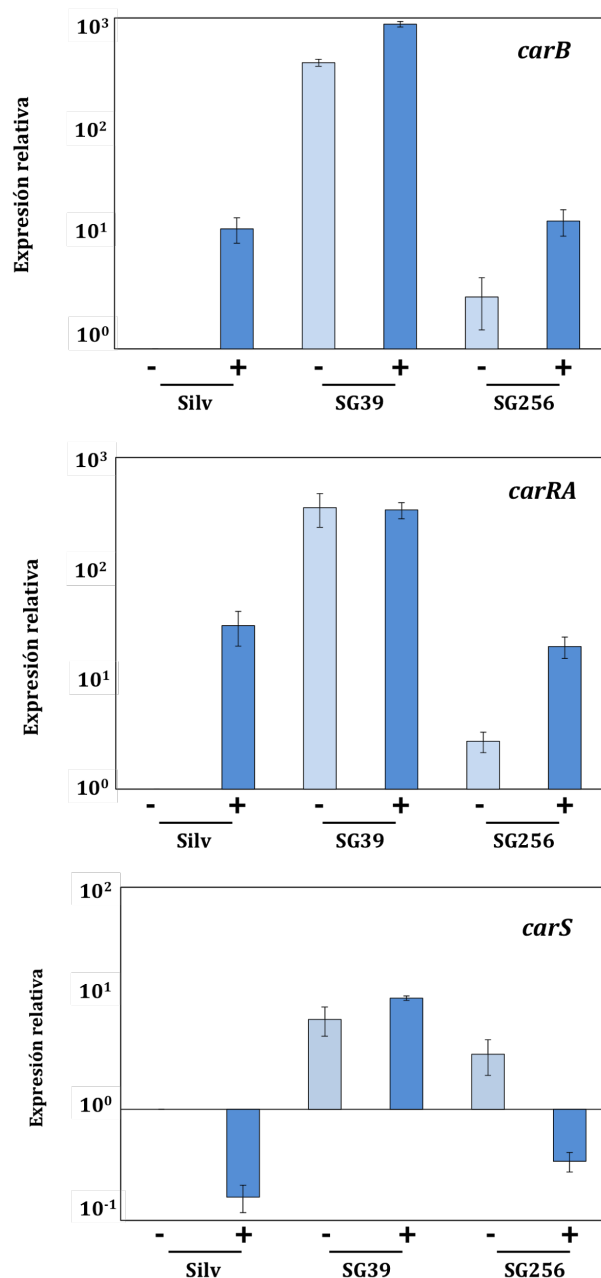 10³
carB
10²
Expresión relativa
10¹
10⁰
- + - + - +
Silv SG39 SG256
10³
carRA
10²
Expresión relativa
10¹
10⁰
- + - + - +
Silv SG39 SG256
10²
carS
10¹
Expresión relativa
10⁰
10⁻¹
- + - + - +
Silv SG39 SG256